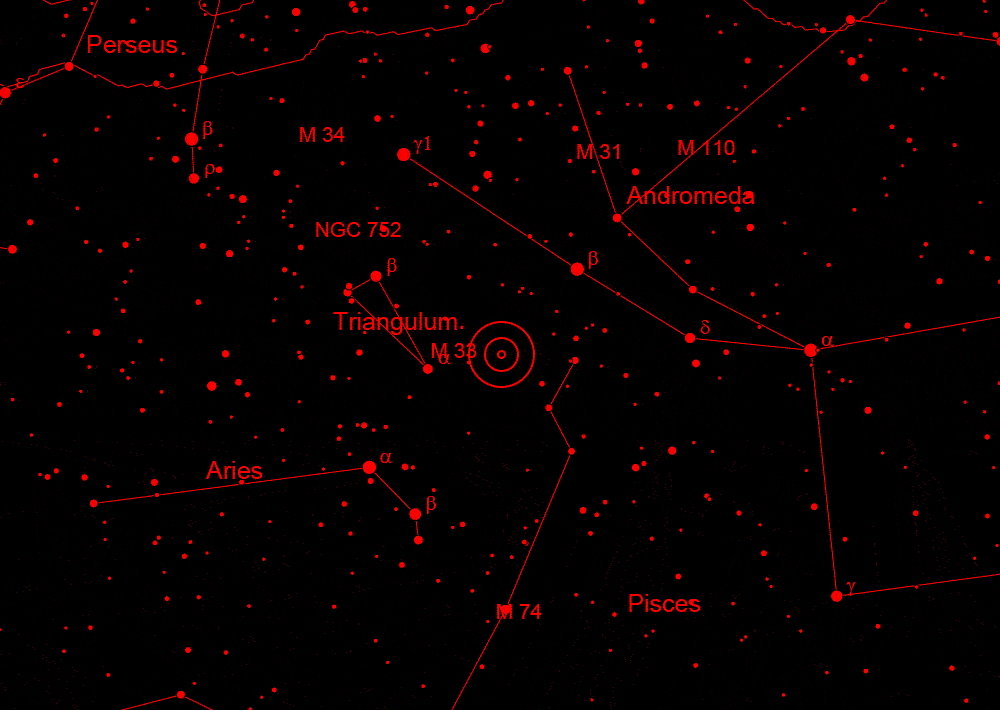 Perseus
ε
β
ρ
M 34
γ1
M 31
M 110
Andromeda
NGC 752
β
β
Triangulum
δ
α
M 33
α
Aries
α
β
γ
M 74
Pisces